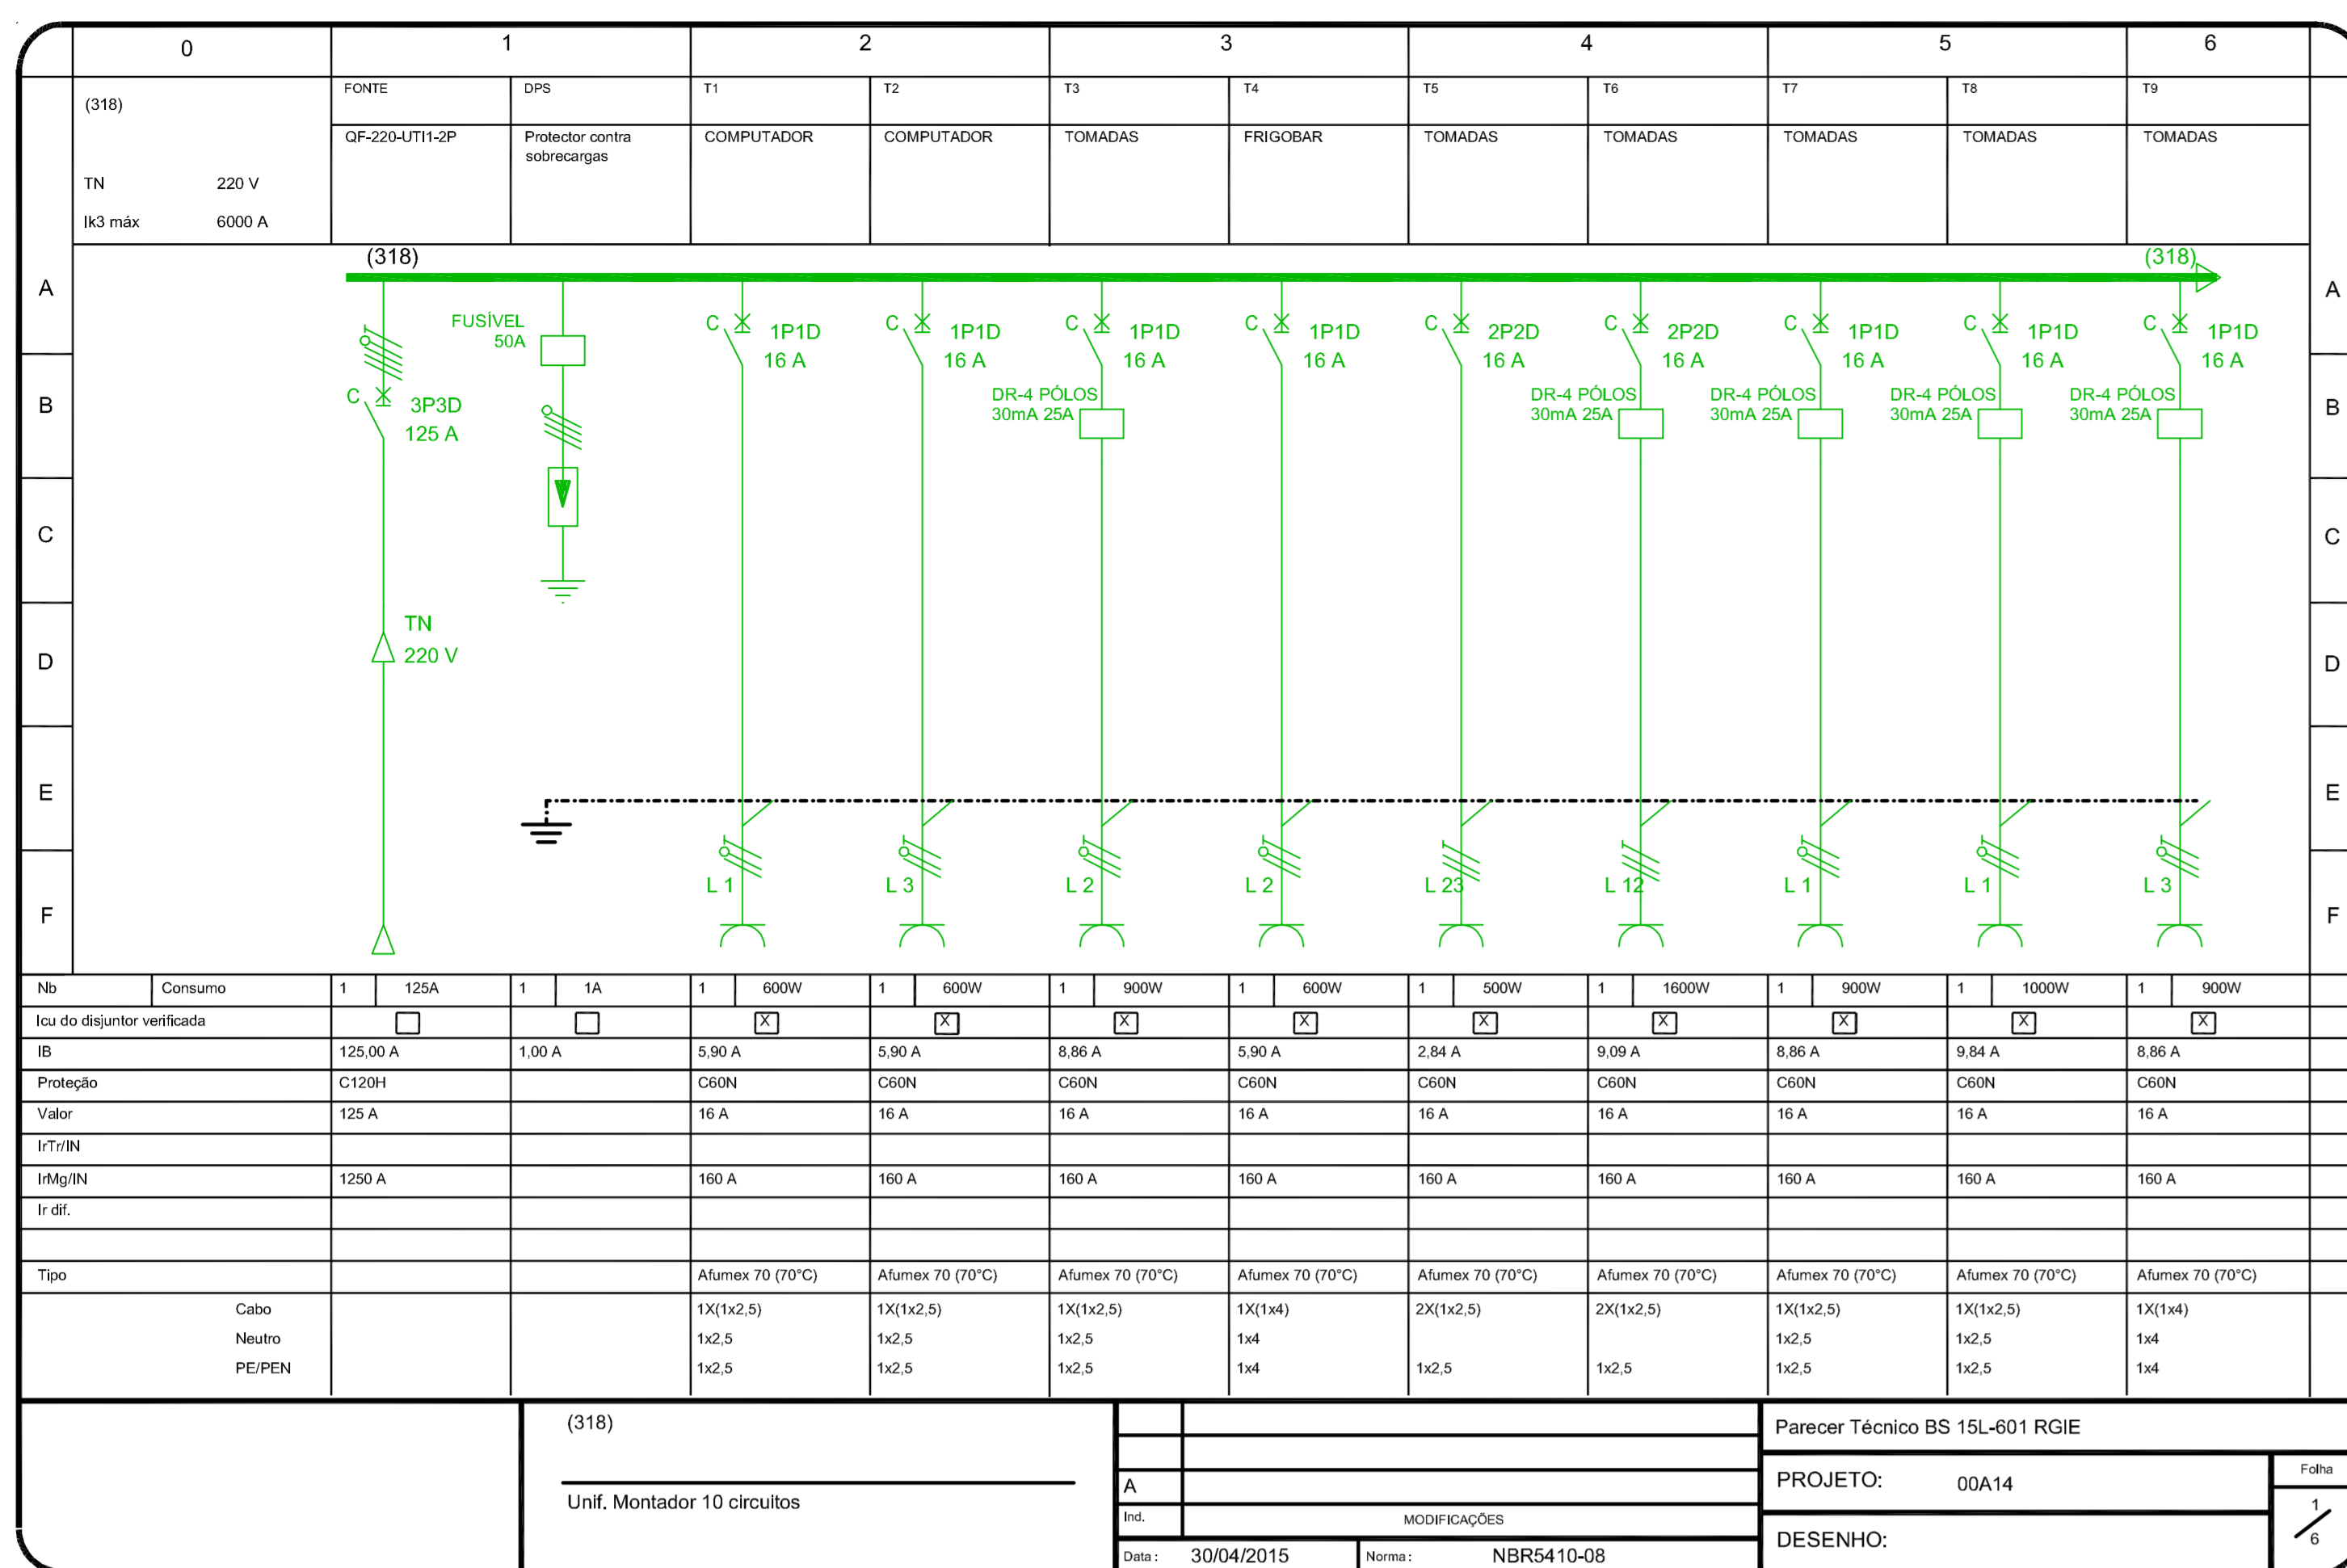 0 1 2 3 4 5 6
FONTE DPS T1 T2 T3 T4 T5 T6 T7 T8 T9
(318)
QF-220-UTI1-2P Protector contra COMPUTADOR COMPUTADOR TOMADAS FRIGOBAR TOMADAS TOMADAS TOMADAS TOMADAS TOMADAS
sobrecargas
TN 220 V
Ik3 máx 6000 A
(318) (318)
A A
FUSÍVEL C 1P1D C 1P1D C 1P1D C 1P1D C 2P2D C 2P2D C 1P1D C 1P1D C 1P1D
50A 16 A 16 A 16 A 16 A 16 A 16 A 16 A 16 A 16 A
DR-4 PÓLOS DR-4 PÓLOS DR-4 PÓLOS DR-4 PÓLOS DR-4 PÓLOS
30mA 25A 30mA 25A 30mA 25A 30mA 25A 30mA 25A
B C 3P3D B
125 A
C C
TN
220 V
D D
E E
L 1 L 3 L 2 L 2 L 23 L 12 L 1 L 1 L 3
F F
Nb Consumo 1 125A 1 1A 1 600W 1 600W 1 900W 1 600W 1 500W 1 1600W 1 900W 1 1000W 1 900W
Icu do disjuntor verificada X X X X X X X X X
IB 125,00 A 1,00 A 5,90 A 5,90 A 8,86 A 5,90 A 2,84 A 9,09 A 8,86 A 9,84 A 8,86 A
Proteção C120H C60N C60N C60N C60N C60N C60N C60N C60N C60N
Valor 125 A 16 A 16 A 16 A 16 A 16 A 16 A 16 A 16 A 16 A
IrTr/IN
IrMg/IN 1250 A 160 A 160 A 160 A 160 A 160 A 160 A 160 A 160 A 160 A
Ir dif.
Tipo Afumex 70 (70°C) Afumex 70 (70°C) Afumex 70 (70°C) Afumex 70 (70°C) Afumex 70 (70°C) Afumex 70 (70°C) Afumex 70 (70°C) Afumex 70 (70°C) Afumex 70 (70°C)
Cabo 1X(1x2,5) 1X(1x2,5) 1X(1x2,5) 1X(1x4) 2X(1x2,5) 2X(1x2,5) 1X(1x2,5) 1X(1x2,5) 1X(1x4)
Neutro 1x2,5 1x2,5 1x2,5 1x4 1x2,5 1x2,5 1x4
PE/PEN 1x2,5 1x2,5 1x2,5 1x4 1x2,5 1x2,5 1x2,5 1x2,5 1x4
(318)
Unif. Montador 10 circuitos
A
Ind. MODIFICAÇÕES
Data : 30/04/2015 Norma : NBR5410-08
Parecer Técnico BS 15L-601 RGIE
PROJETO: 00A14
DESENHO:
Folha
1/6